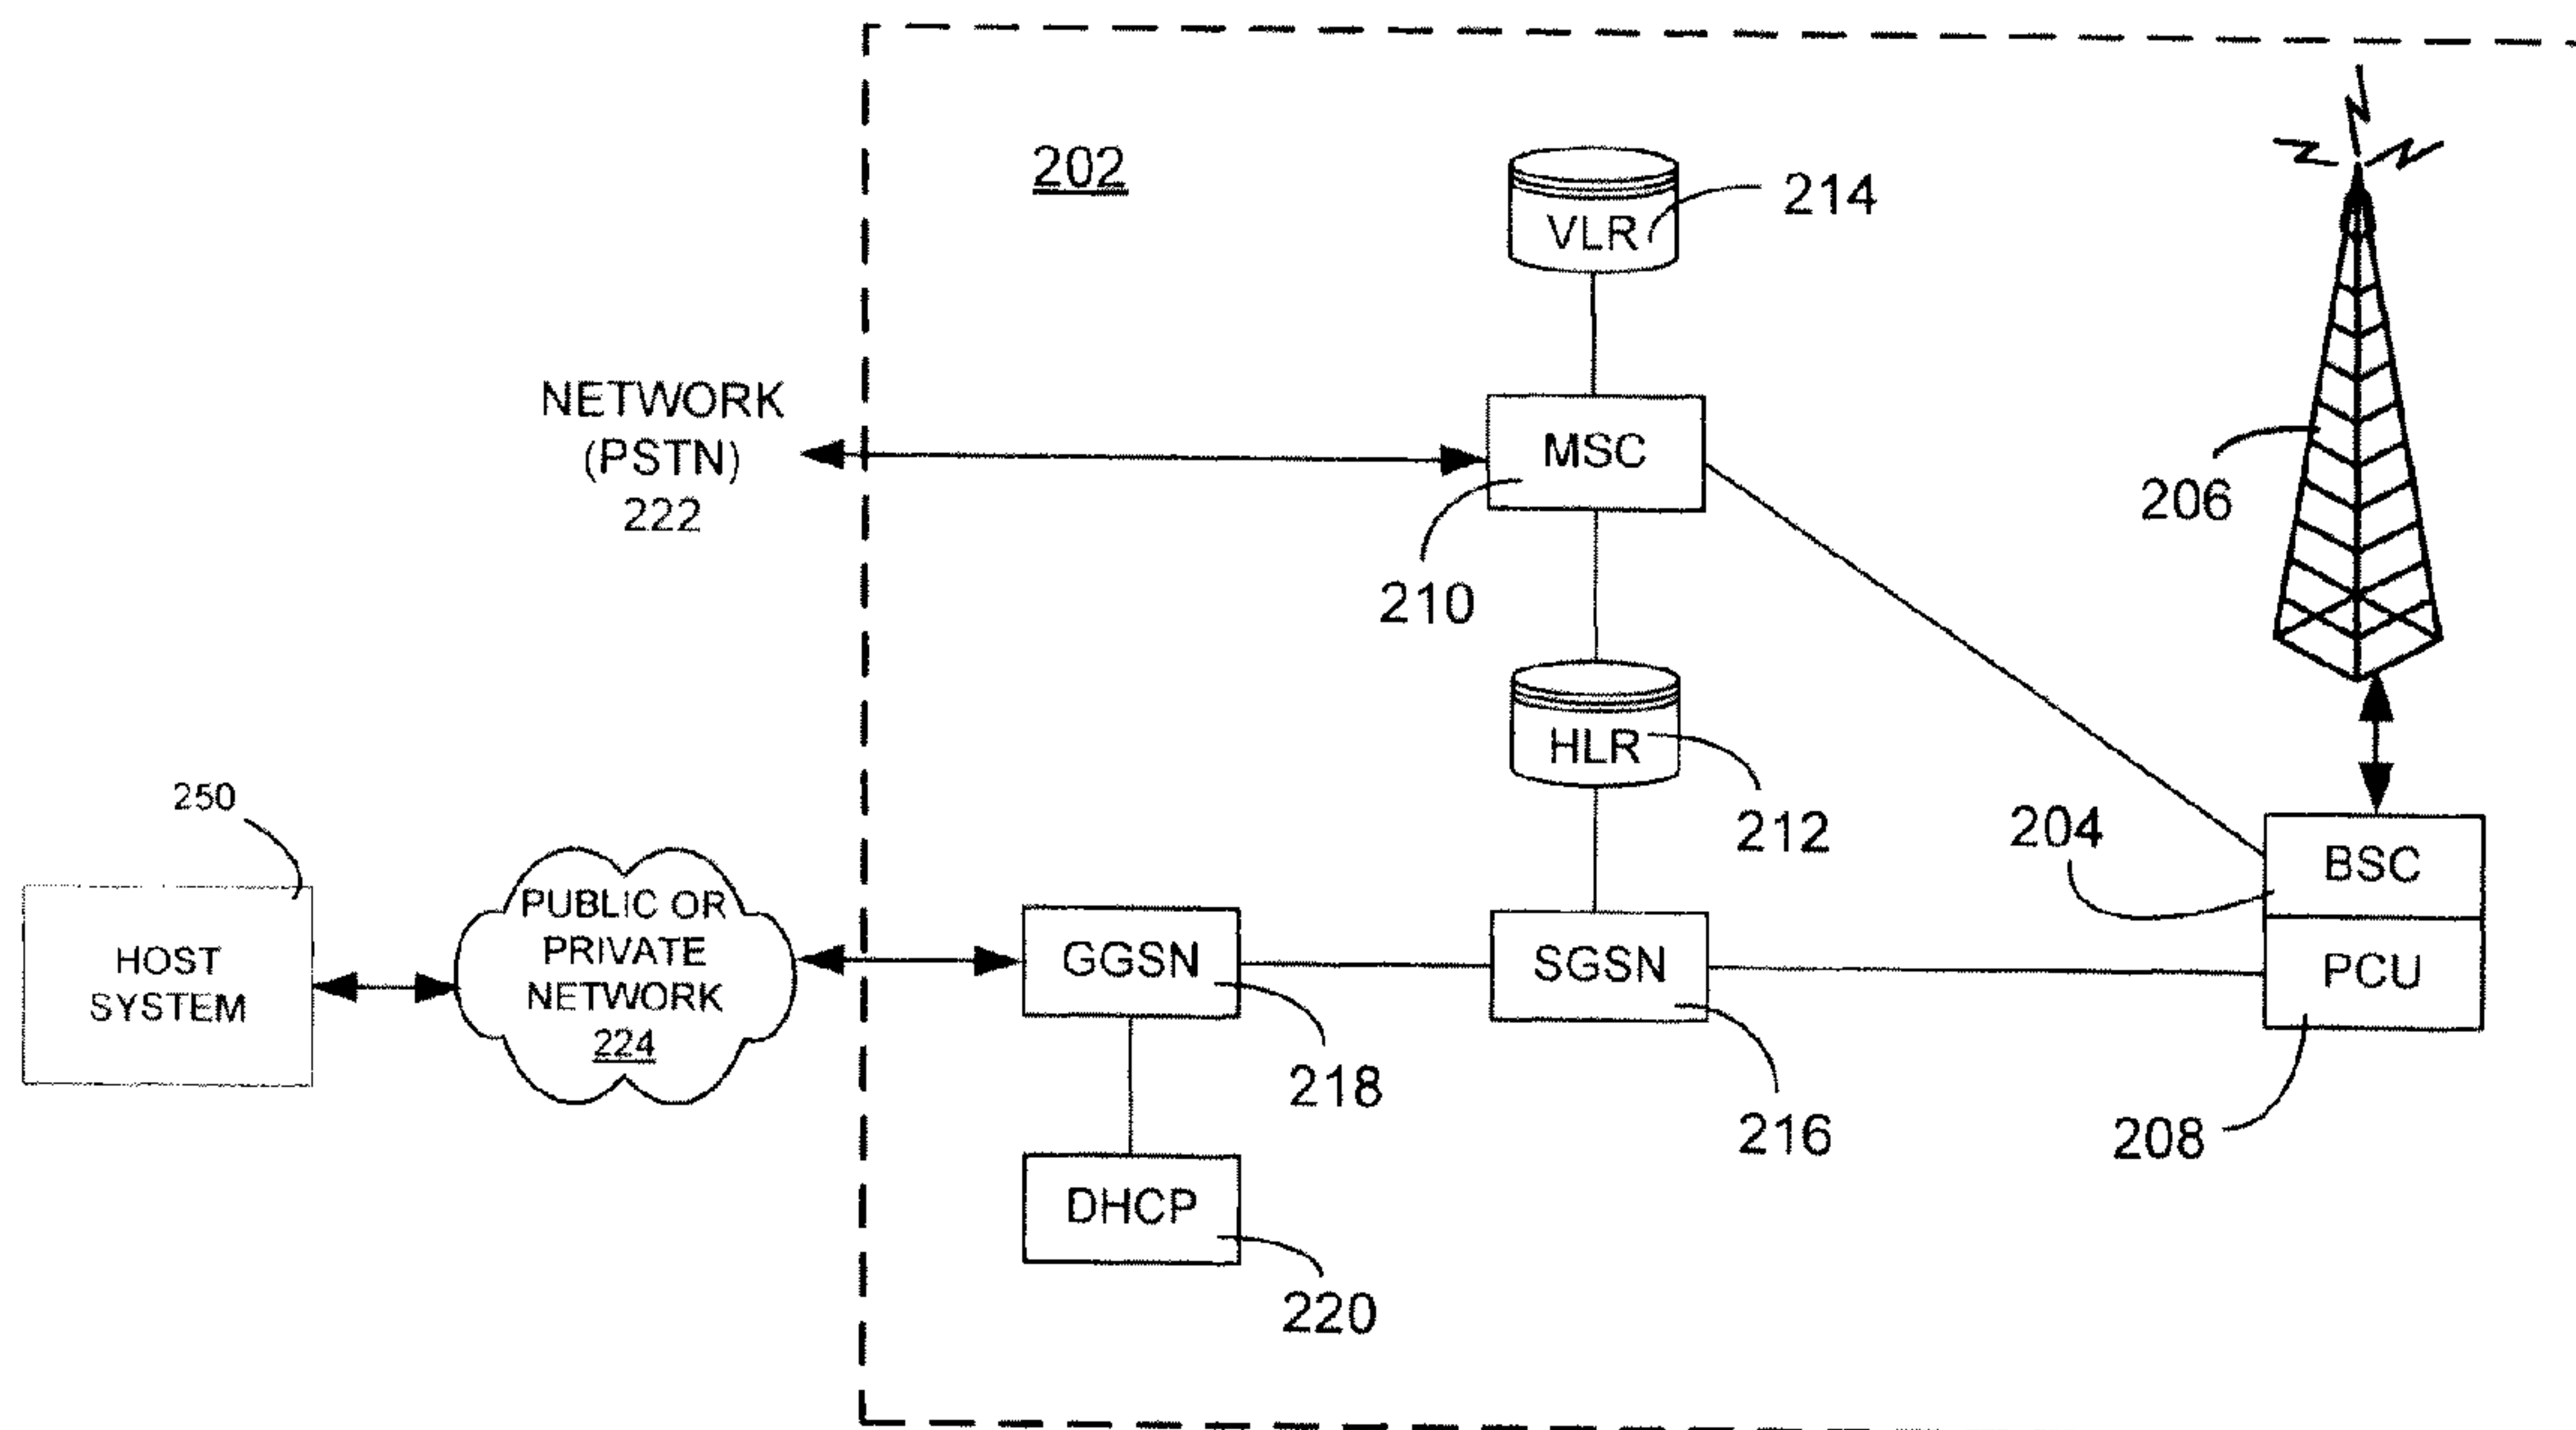 202
VLR
214
NETWORK
(PSTN)
222
MSC
210
206
HLR
212
250
HOST
SYSTEM
PUBLIC OR
PRIVATE
NETWORK
224
GGSN
218
SGSN
216
204
BSC
PCU
208
DHCP
220